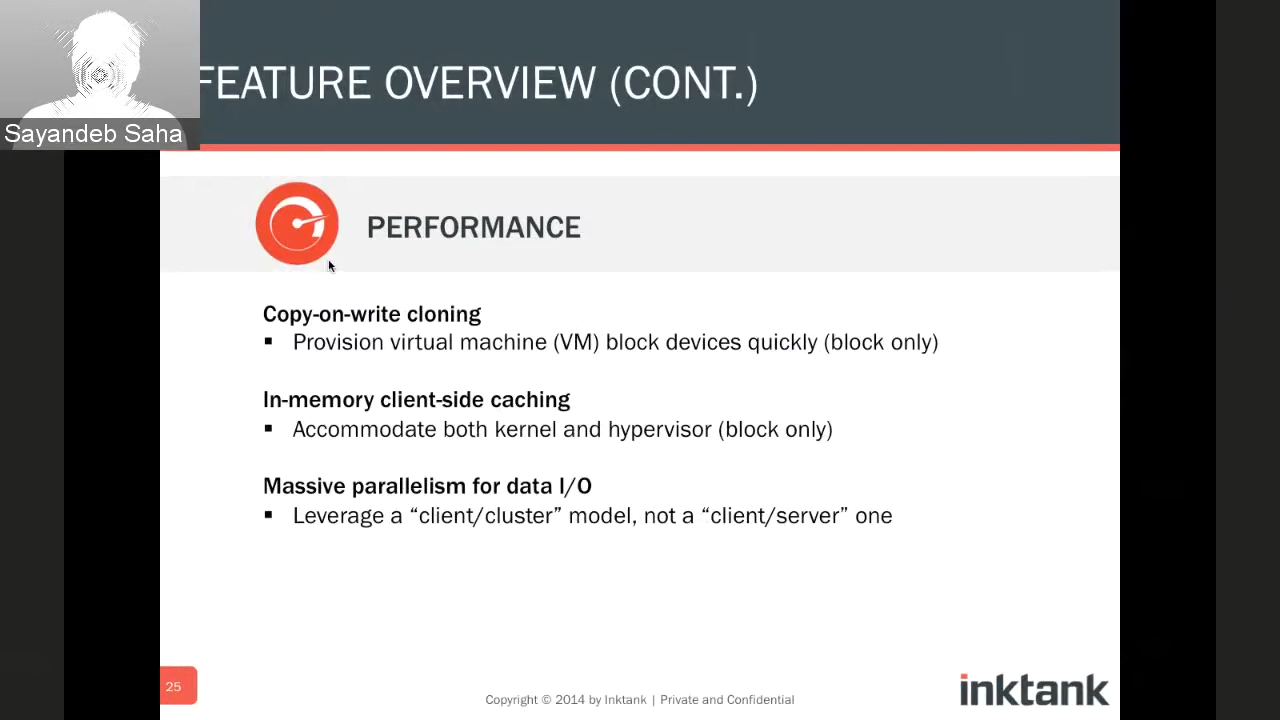 FEATURE OVERVIEW (CONT.)
Sayandeb Saha
PERFORMANCE
Copy-on-write cloning
▪ Provision virtual machine (VM) block devices quickly (block only)
In-memory client-side caching
▪ Accommodate both kernel and hypervisor (block only)
Massive parallelism for data I/O
▪ Leverage a “client/cluster” model, not a “client/server” one
25
Copyright © 2014 by Inktank | Private and Confidential
inktank